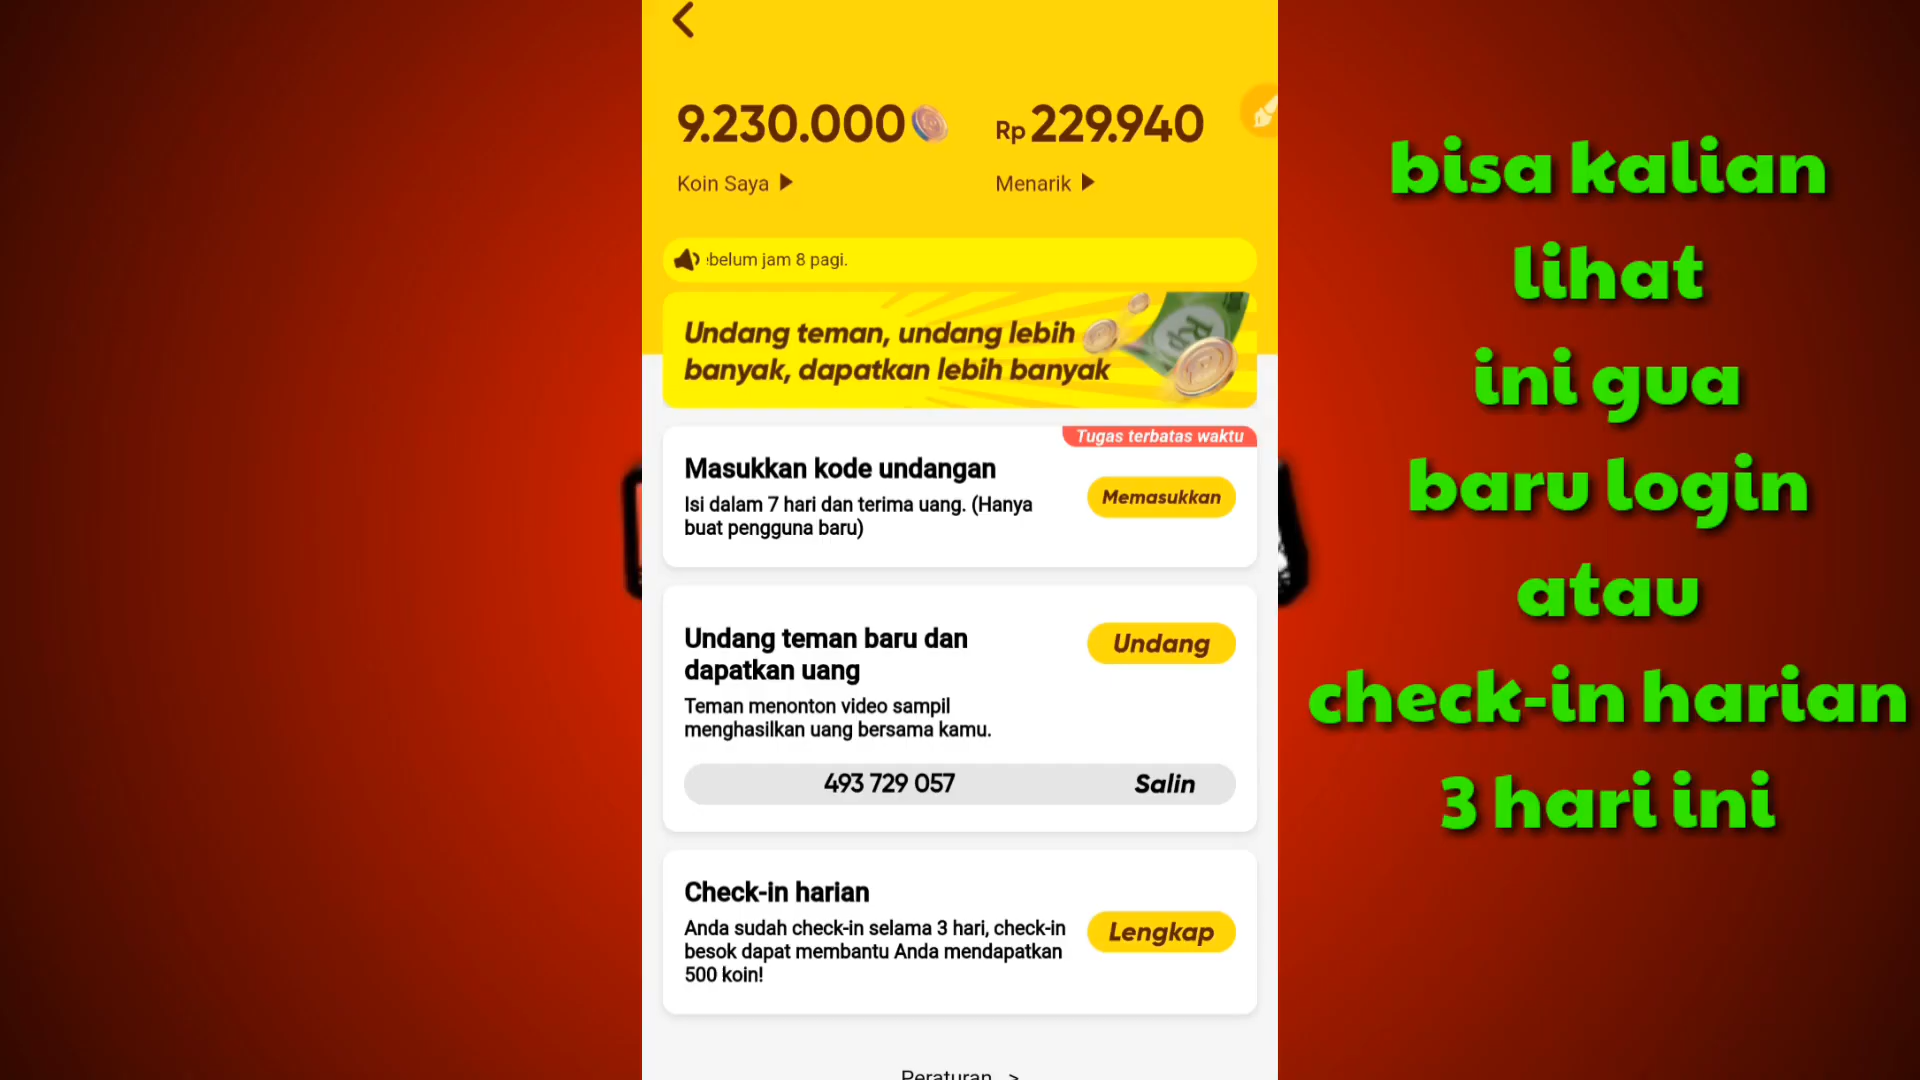 9.230.000
Rp 229.940
Koin Saya
Menarik
ebelum jam 8 pagi.
Undang teman, undang lebih
banyak, dapatkan lebih banyak
Tugas terbatas waktu
Masukkan kode undangan
Isi dalam 7 hari dan terima uang. (Hanya
buat pengguna baru)
Memasukkan
Undang teman baru dan
dapatkan uang
Undang
Teman menonton video sampil
menghasilkan uang bersama kamu.
493 729 057
Salin
Check-in harian
Anda sudah check-in selama 3 hari, check-in
besok dapat membantu Anda mendapatkan
500 koin!
Lengkap
Peraturan >
bisa kalian
lihat
ini gua
baru login
atau
check-in harian
3 hari ini